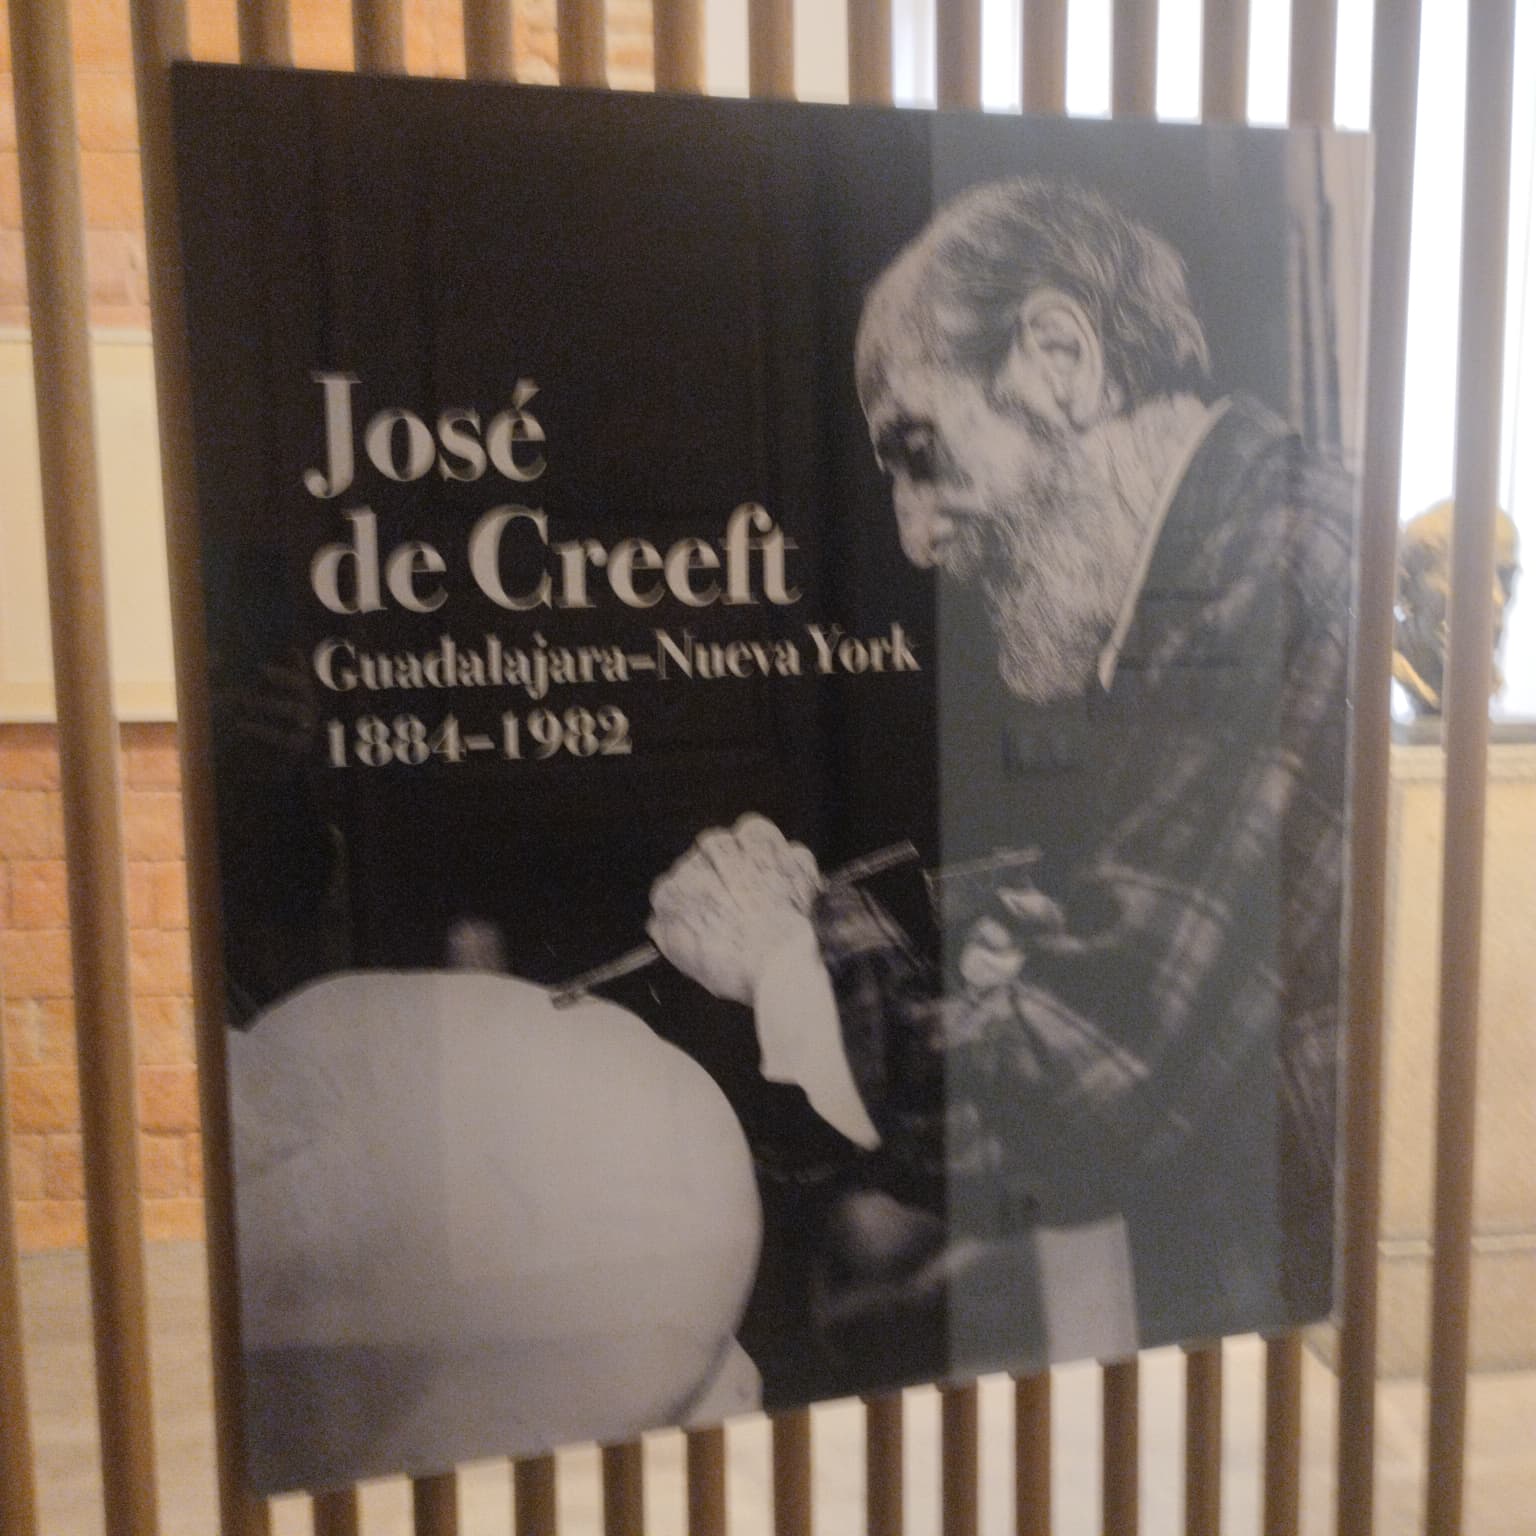 José
de Creeft
Guadalajara–Nueva York
1884–1982